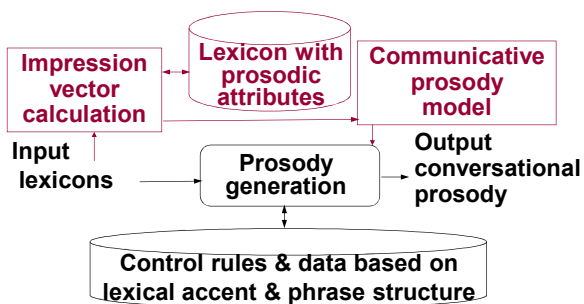 Impression
vector
calculation
Lexicon with
prosodic
attributes
Communicative
prosody
model
Input
lexicons
Prosody
generation
Output
conversational
prosody
Control rules & data based on
lexical accent & phrase structure